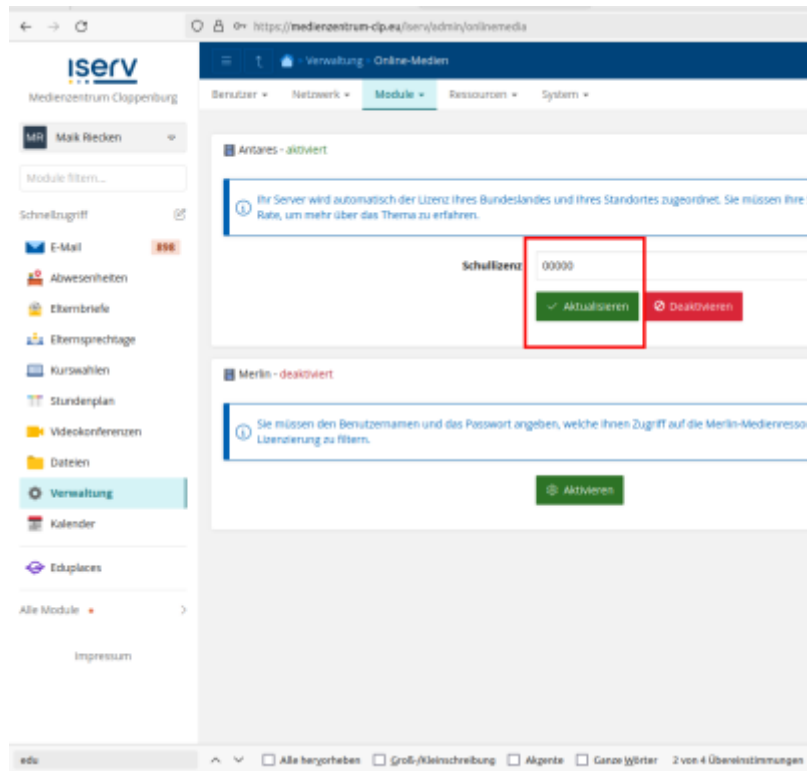 https://medienzentrum-clp.eu/iserv/admin/onlinemedia
ISERV
Medienzentrum Cloppenburg
MR Maik Riecken
Module filtern...
Schnellzugriff
E-Mail 898
Abwesenheiten
Elternbriefe
Elternsprechtage
Kurswahlen
Stundenplan
Videokonferenzen
Dateien
Verwaltung
Kalender
Eduplaces
Alle Module
Impressum
Verwaltung Online-Medien
Benutzer Netzwerk Module Ressourcen System
Antares - aktiviert
Ihr Server wird automatisch der Lizenz Ihres Bundeslandes und Ihres Standortes zugeordnet. Sie müssen Ihre
Rate, um mehr über das Thema zu erfahren.
Schullizenz 00000
Aktualisieren Deaktivieren
Merlin - deaktiviert
Sie müssen den Benutzernamen und das Passwort angeben, welche Ihnen Zugriff auf die Merlin-Medienresso
Lizenzierung zu filtern.
Aktivieren
edu Alle hervorheben Groß-/Kleinschreibung Akzente Ganze Wörter 2 von 4 Übereinstimmungen